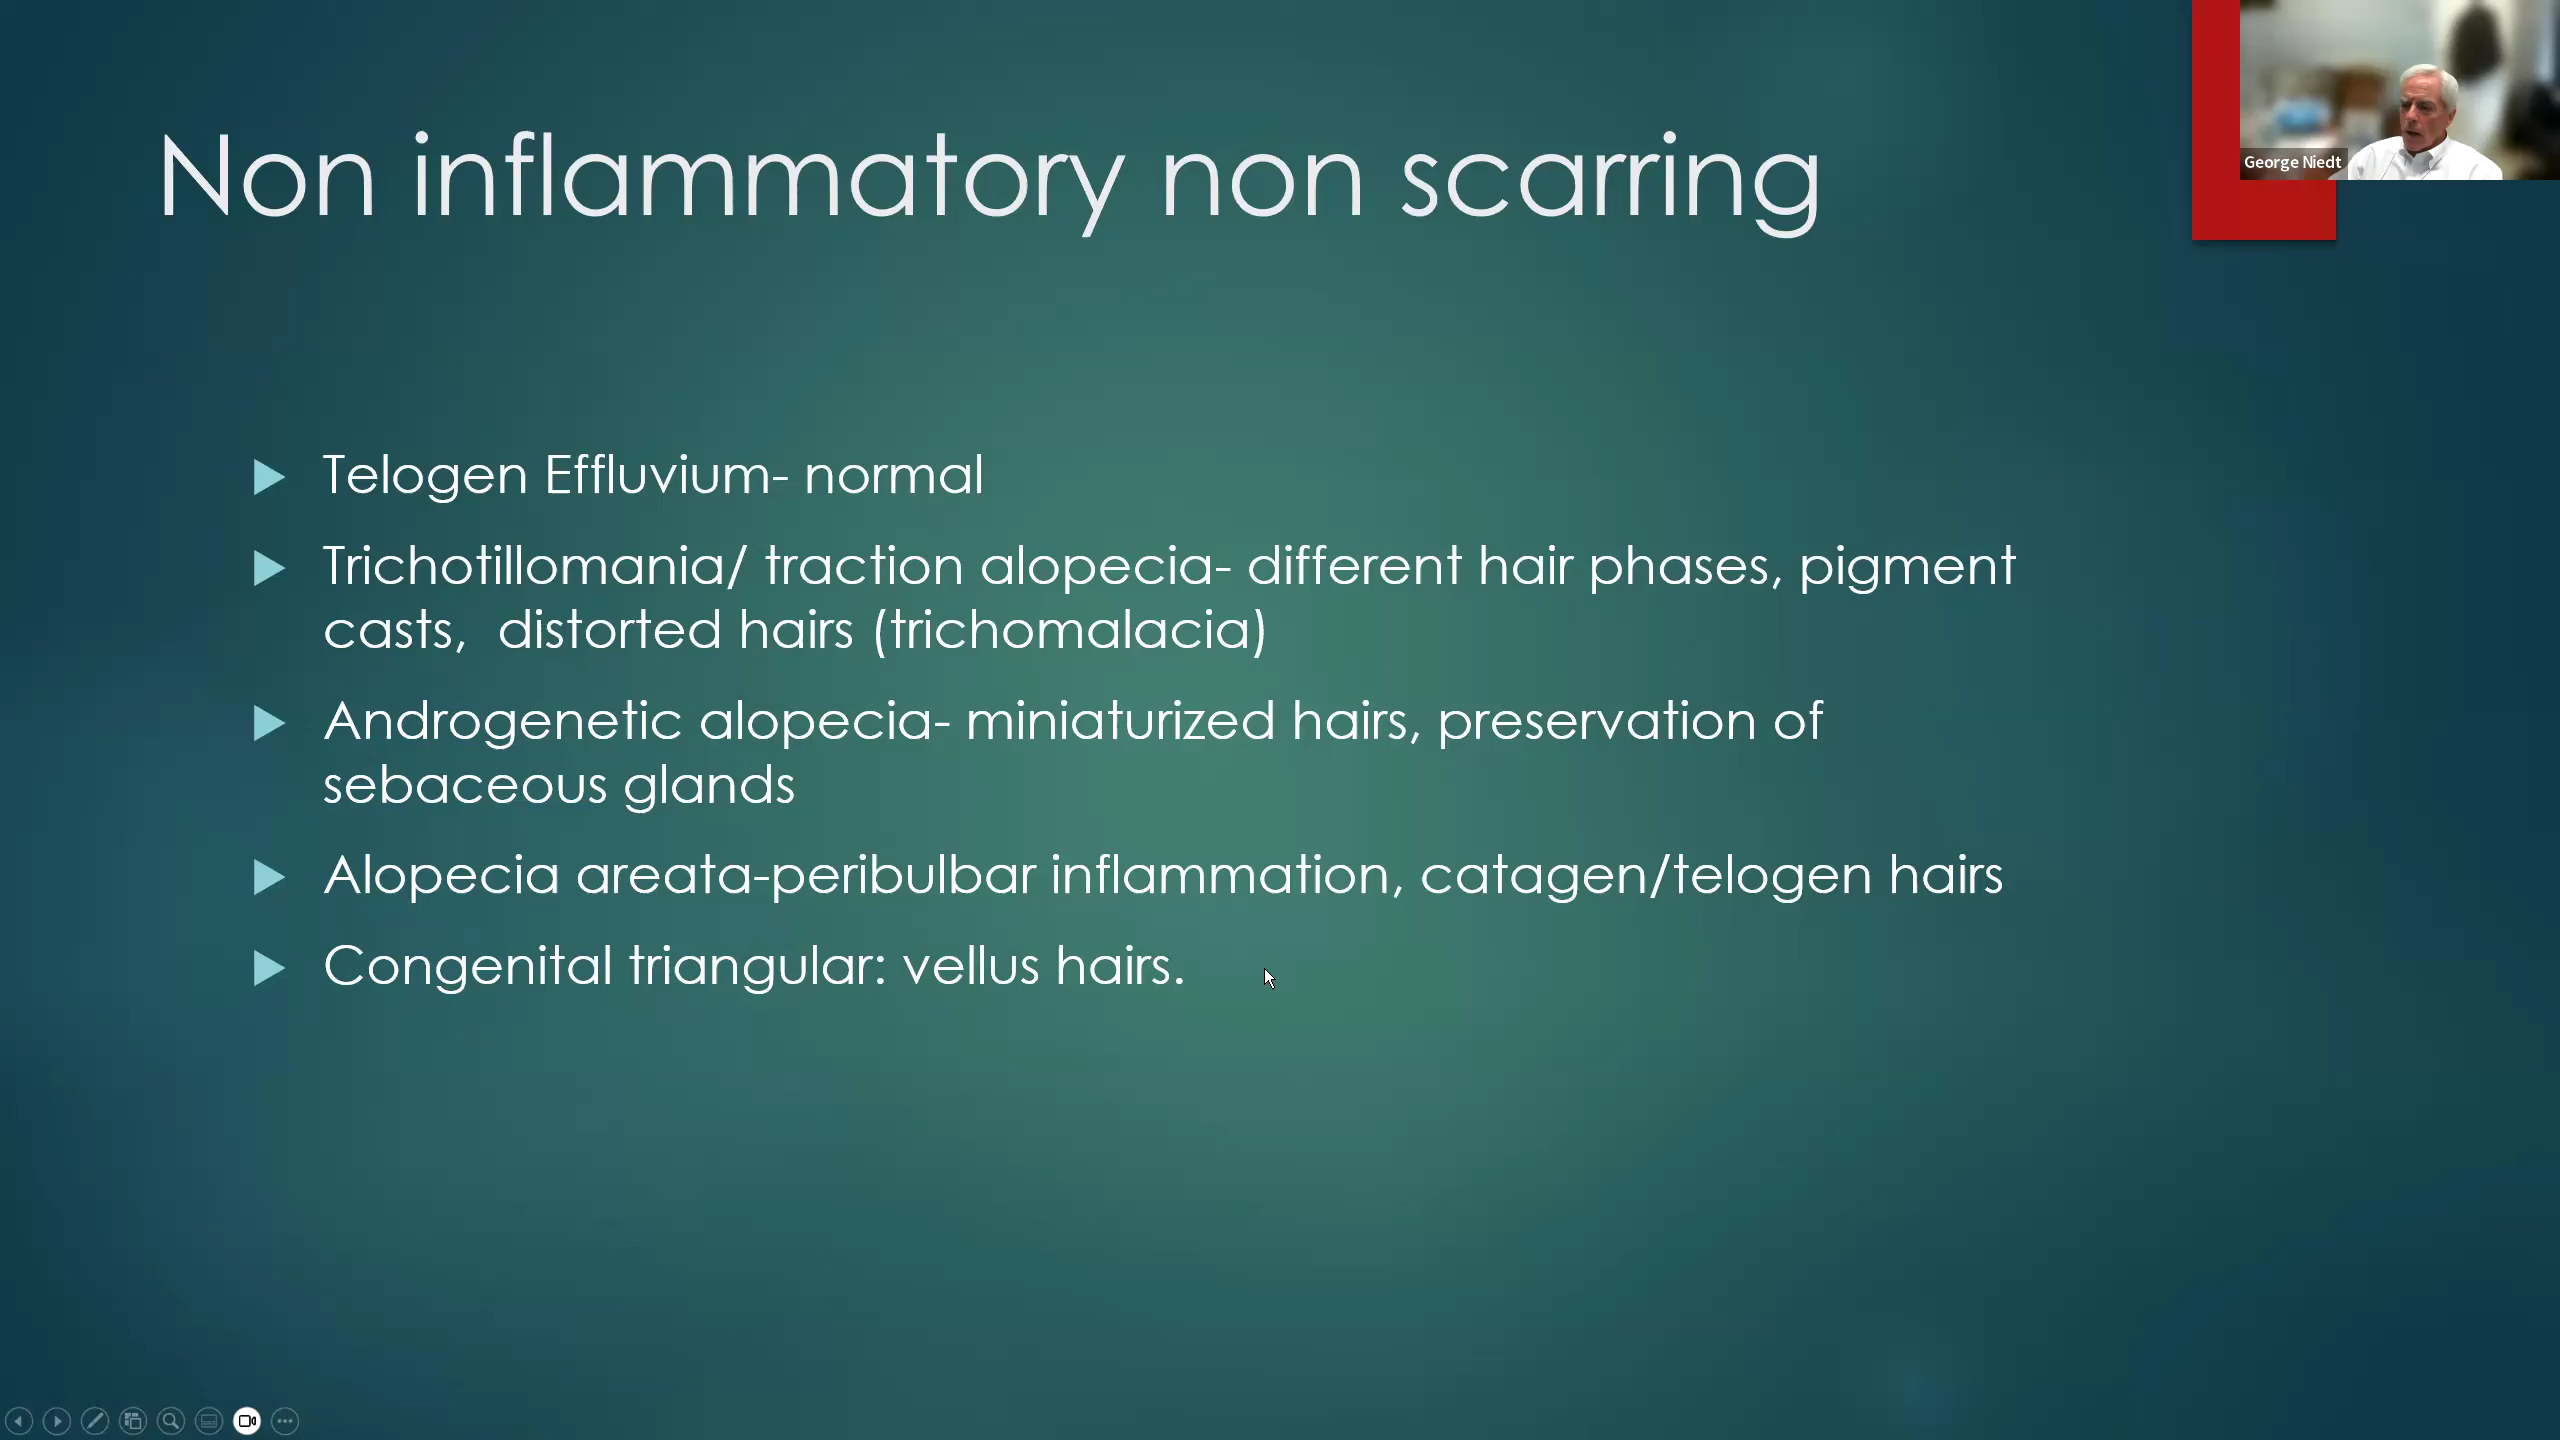 Non inflammatory non scarring
George Niedt
Telogen Effluvium- normal
Trichotillomania/ traction alopecia- different hair phases, pigment
casts,  distorted hairs (trichomalacia)
Androgenetic alopecia- miniaturized hairs, preservation of
sebaceous glands
Alopecia areata-peribulbar inflammation, catagen/telogen hairs
Congenital triangular: vellus hairs.